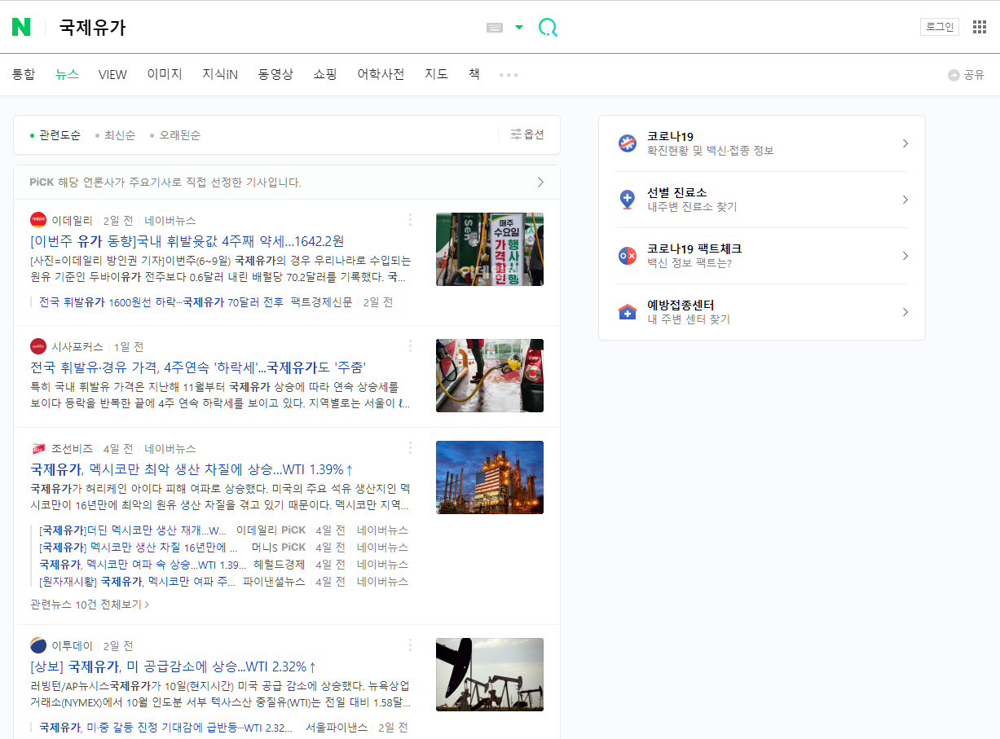 N 국제유가
로그인
통합 뉴스 VIEW 이미지 지식iN 동영상 쇼핑 어학사전 지도 책
공유
관련도순 최신순 오래된순 옵션
PiCK 해당 언론사가 주요기사로 직접 선정한 기사입니다.
이데일리 2일 전 네이버뉴스
[이번주 유가 동향]국내 휘발윳값 4주째 약세…1642.2원
[사진=이데일리 방인권 기자]이번주(6~9일) 국제유가의 경우 우리나라로 수입되는
원유 기준인 두바이유가 전주보다 0.6달러 내린 배럴당 70.2달러를 기록했다. 국...
전국 휘발유가 1600원선 하락…국제유가 70달러 전후 팩트경제신문 2일 전
매주
수요일
행사
가격할인
이데일리
시사포커스 1일 전
전국 휘발유·경유 가격, 4주연속 '하락세'...국제유가도 '주춤'
특히 국내 휘발유 가격은 지난해 11월부터 국제유가 상승에 따라 연속 상승세를
보이다 등락을 반복한 끝에 4주 연속 하락세를 보이고 있다. 지역별로는 서울이 ℓ...
조선비즈 4일 전 네이버뉴스
국제유가, 멕시코만 최악 생산 차질에 상승…WTI 1.39%↑
국제유가가 허리케인 아이다 피해 여파로 상승했다. 미국의 주요 석유 생산지인 멕
시코만이 16년만에 최악의 원유 생산 차질을 겪고 있기 때문이다. 멕시코만 지역...
[국제유가]더딘 멕시코만 생산 재개…W... 이데일리 PiCK 4일 전 네이버뉴스
[국제유가] 멕시코만 생산 차질 16년만에 ... 머니S PiCK 4일 전 네이버뉴스
국제유가, 멕시코만 여파 속 상승…WTI 1.39... 헤럴드경제 4일 전 네이버뉴스
[원자재시황] 국제유가, 멕시코만 여파 주... 파이낸셜뉴스 4일 전 네이버뉴스
관련뉴스 10건 전체보기
이투데이 2일 전
[상보] 국제유가, 미 공급감소에 상승...WTI 2.32%↑
러빙턴/AP뉴시스국제유가가 10일(현지시간) 미국 공급 감소에 상승했다. 뉴욕상업
거래소(NYMEX)에서 10월 인도분 서부 텍사스산 중질유(WTI)는 전일 대비 1.58달...
국제유가, 미·중 갈등 진정 기대감에 급반등…WTI 2.32... 서울파이낸스 2일 전
코로나19
확진현황 및 백신·접종 정보
선별 진료소
내주변 진료소 찾기
코로나19 팩트체크
백신 정보 팩트는?
예방접종센터
내 주변 센터 찾기